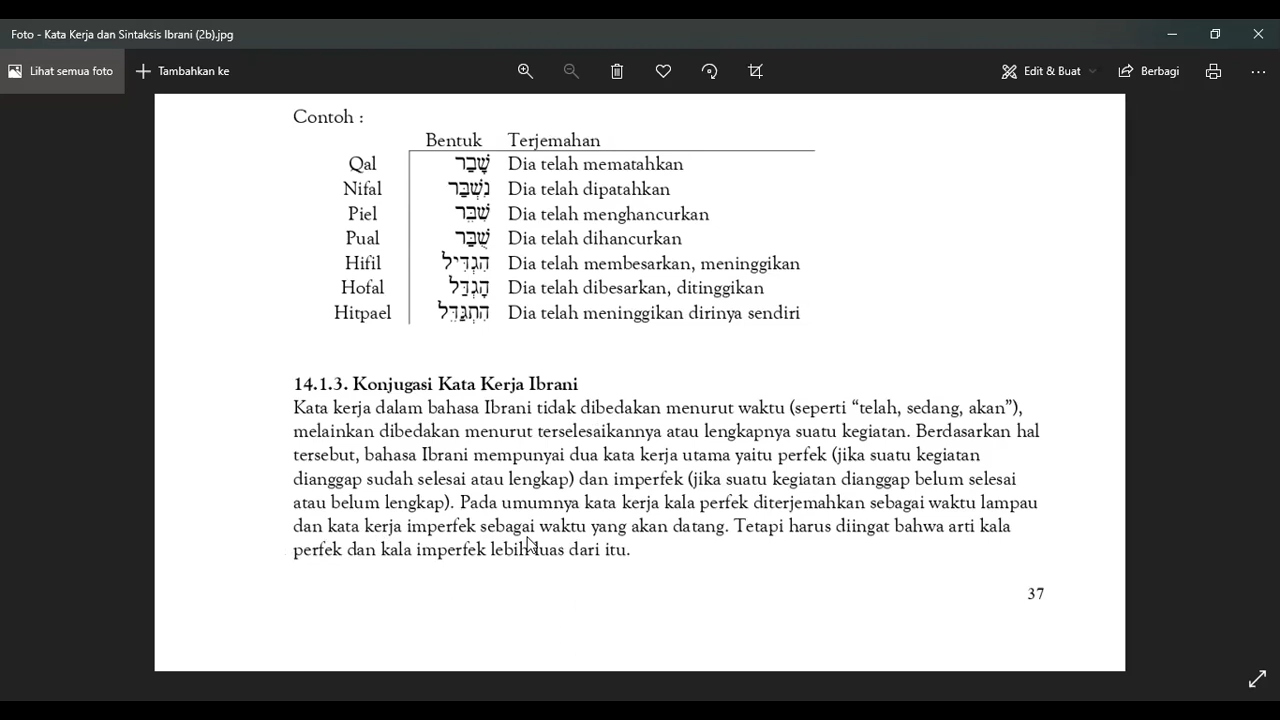 Foto - Kata Kerja dan Sintaksis Ibrani (2b).jpg
Lihat semua foto Tambahkan ke Edit & Buat Berbagi
Contoh :
Bentuk Terjemahan
Qal שָׁבַר Dia telah mematahkan
Nifal נִשְׁבַּר Dia telah dipatahkan
Piel שִׁבֵּר Dia telah menghancurkan
Pual שֻׁבַּר Dia telah dihancurkan
Hifil הִגְדִּיל Dia telah membesarkan, meninggikan
Hofal הָגְדַּל Dia telah dibesarkan, ditinggikan
Hitpael הִתְגַּדֵּל Dia telah meninggikan dirinya sendiri
14.1.3. Konjugasi Kata Kerja Ibrani
Kata kerja dalam bahasa Ibrani tidak dibedakan menurut waktu (seperti “telah, sedang, akan”),
melainkan dibedakan menurut terselesaikannya atau lengkapnya suatu kegiatan. Berdasarkan hal
tersebut, bahasa Ibrani mempunyai dua kata kerja utama yaitu perfek (jika suatu kegiatan
dianggap sudah selesai atau lengkap) dan imperfek (jika suatu kegiatan dianggap belum selesai
atau belum lengkap). Pada umumnya kata kerja kala perfek diterjemahkan sebagai waktu lampau
dan kata kerja imperfek sebagai waktu yang akan datang. Tetapi harus diingat bahwa arti kala
perfek dan kala imperfek lebih luas dari itu.
37